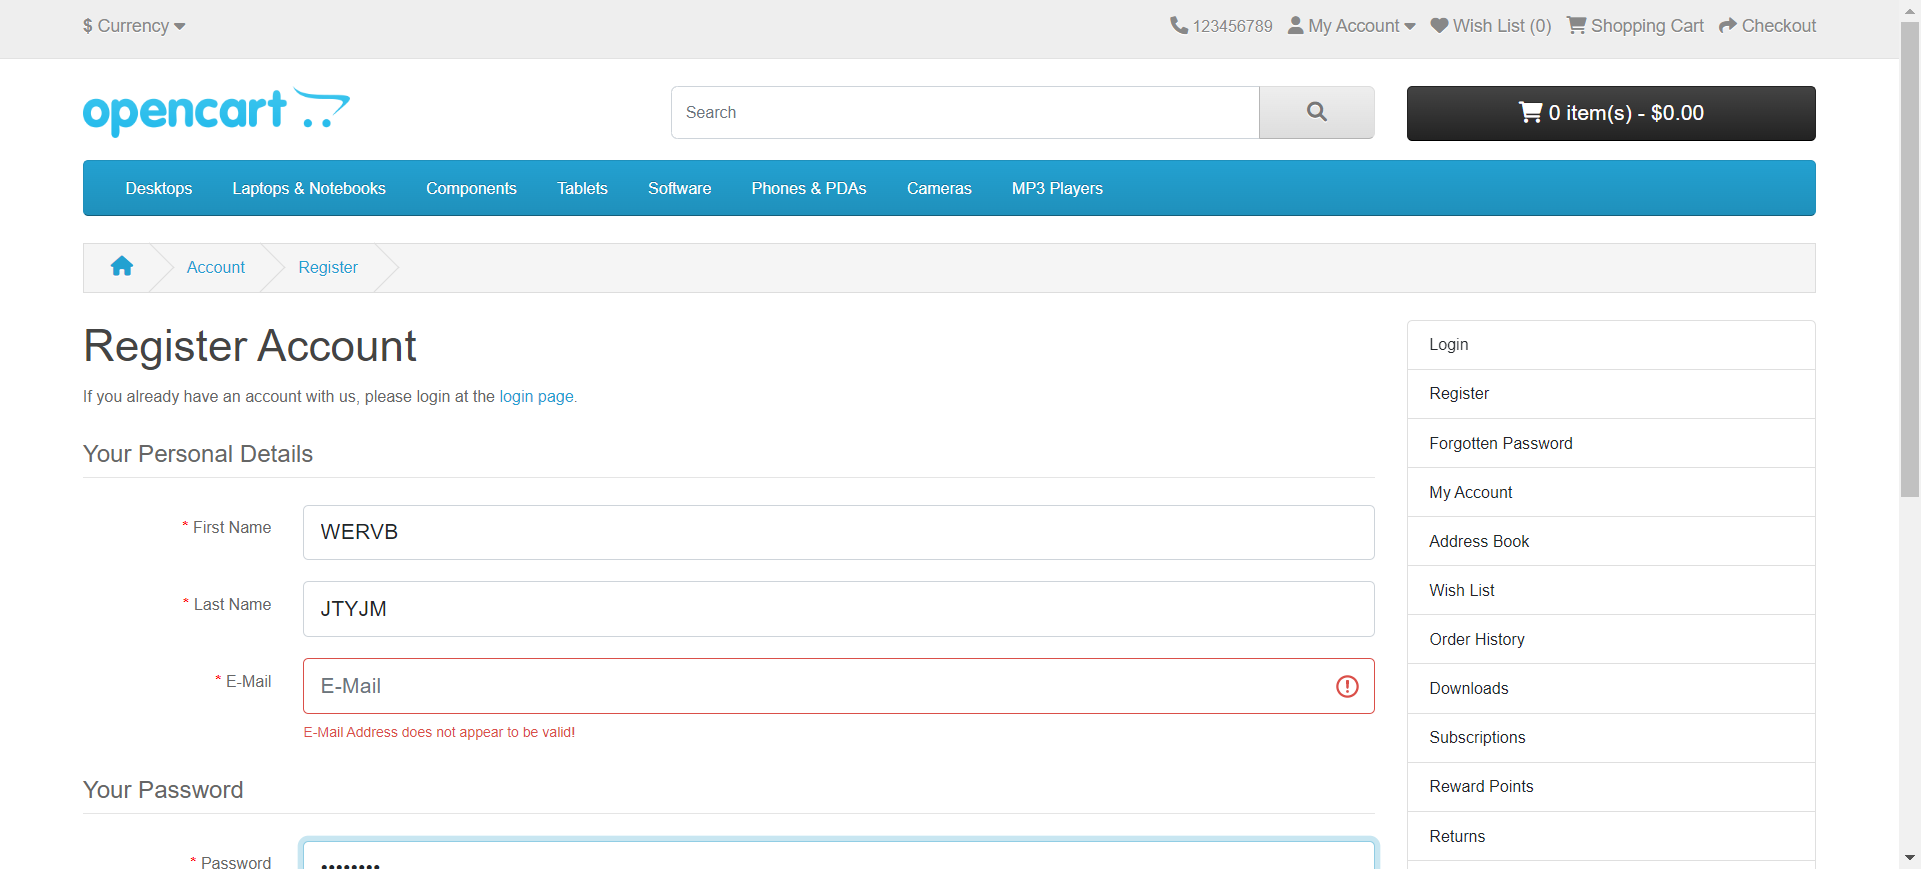 $ Currency
123456789 My Account Wish List (0) Shopping Cart Checkout
opencart
Search
0 item(s) - $0.00
Desktops Laptops & Notebooks Components Tablets Software Phones & PDAs Cameras MP3 Players
Account Register
Register Account
If you already have an account with us, please login at the login page.
Your Personal Details
* First Name
WERVB
* Last Name
JTYJM
* E-Mail
E-Mail
E-Mail Address does not appear to be valid!
Your Password
* Password
••••••••
Login
Register
Forgotten Password
My Account
Address Book
Wish List
Order History
Downloads
Subscriptions
Reward Points
Returns